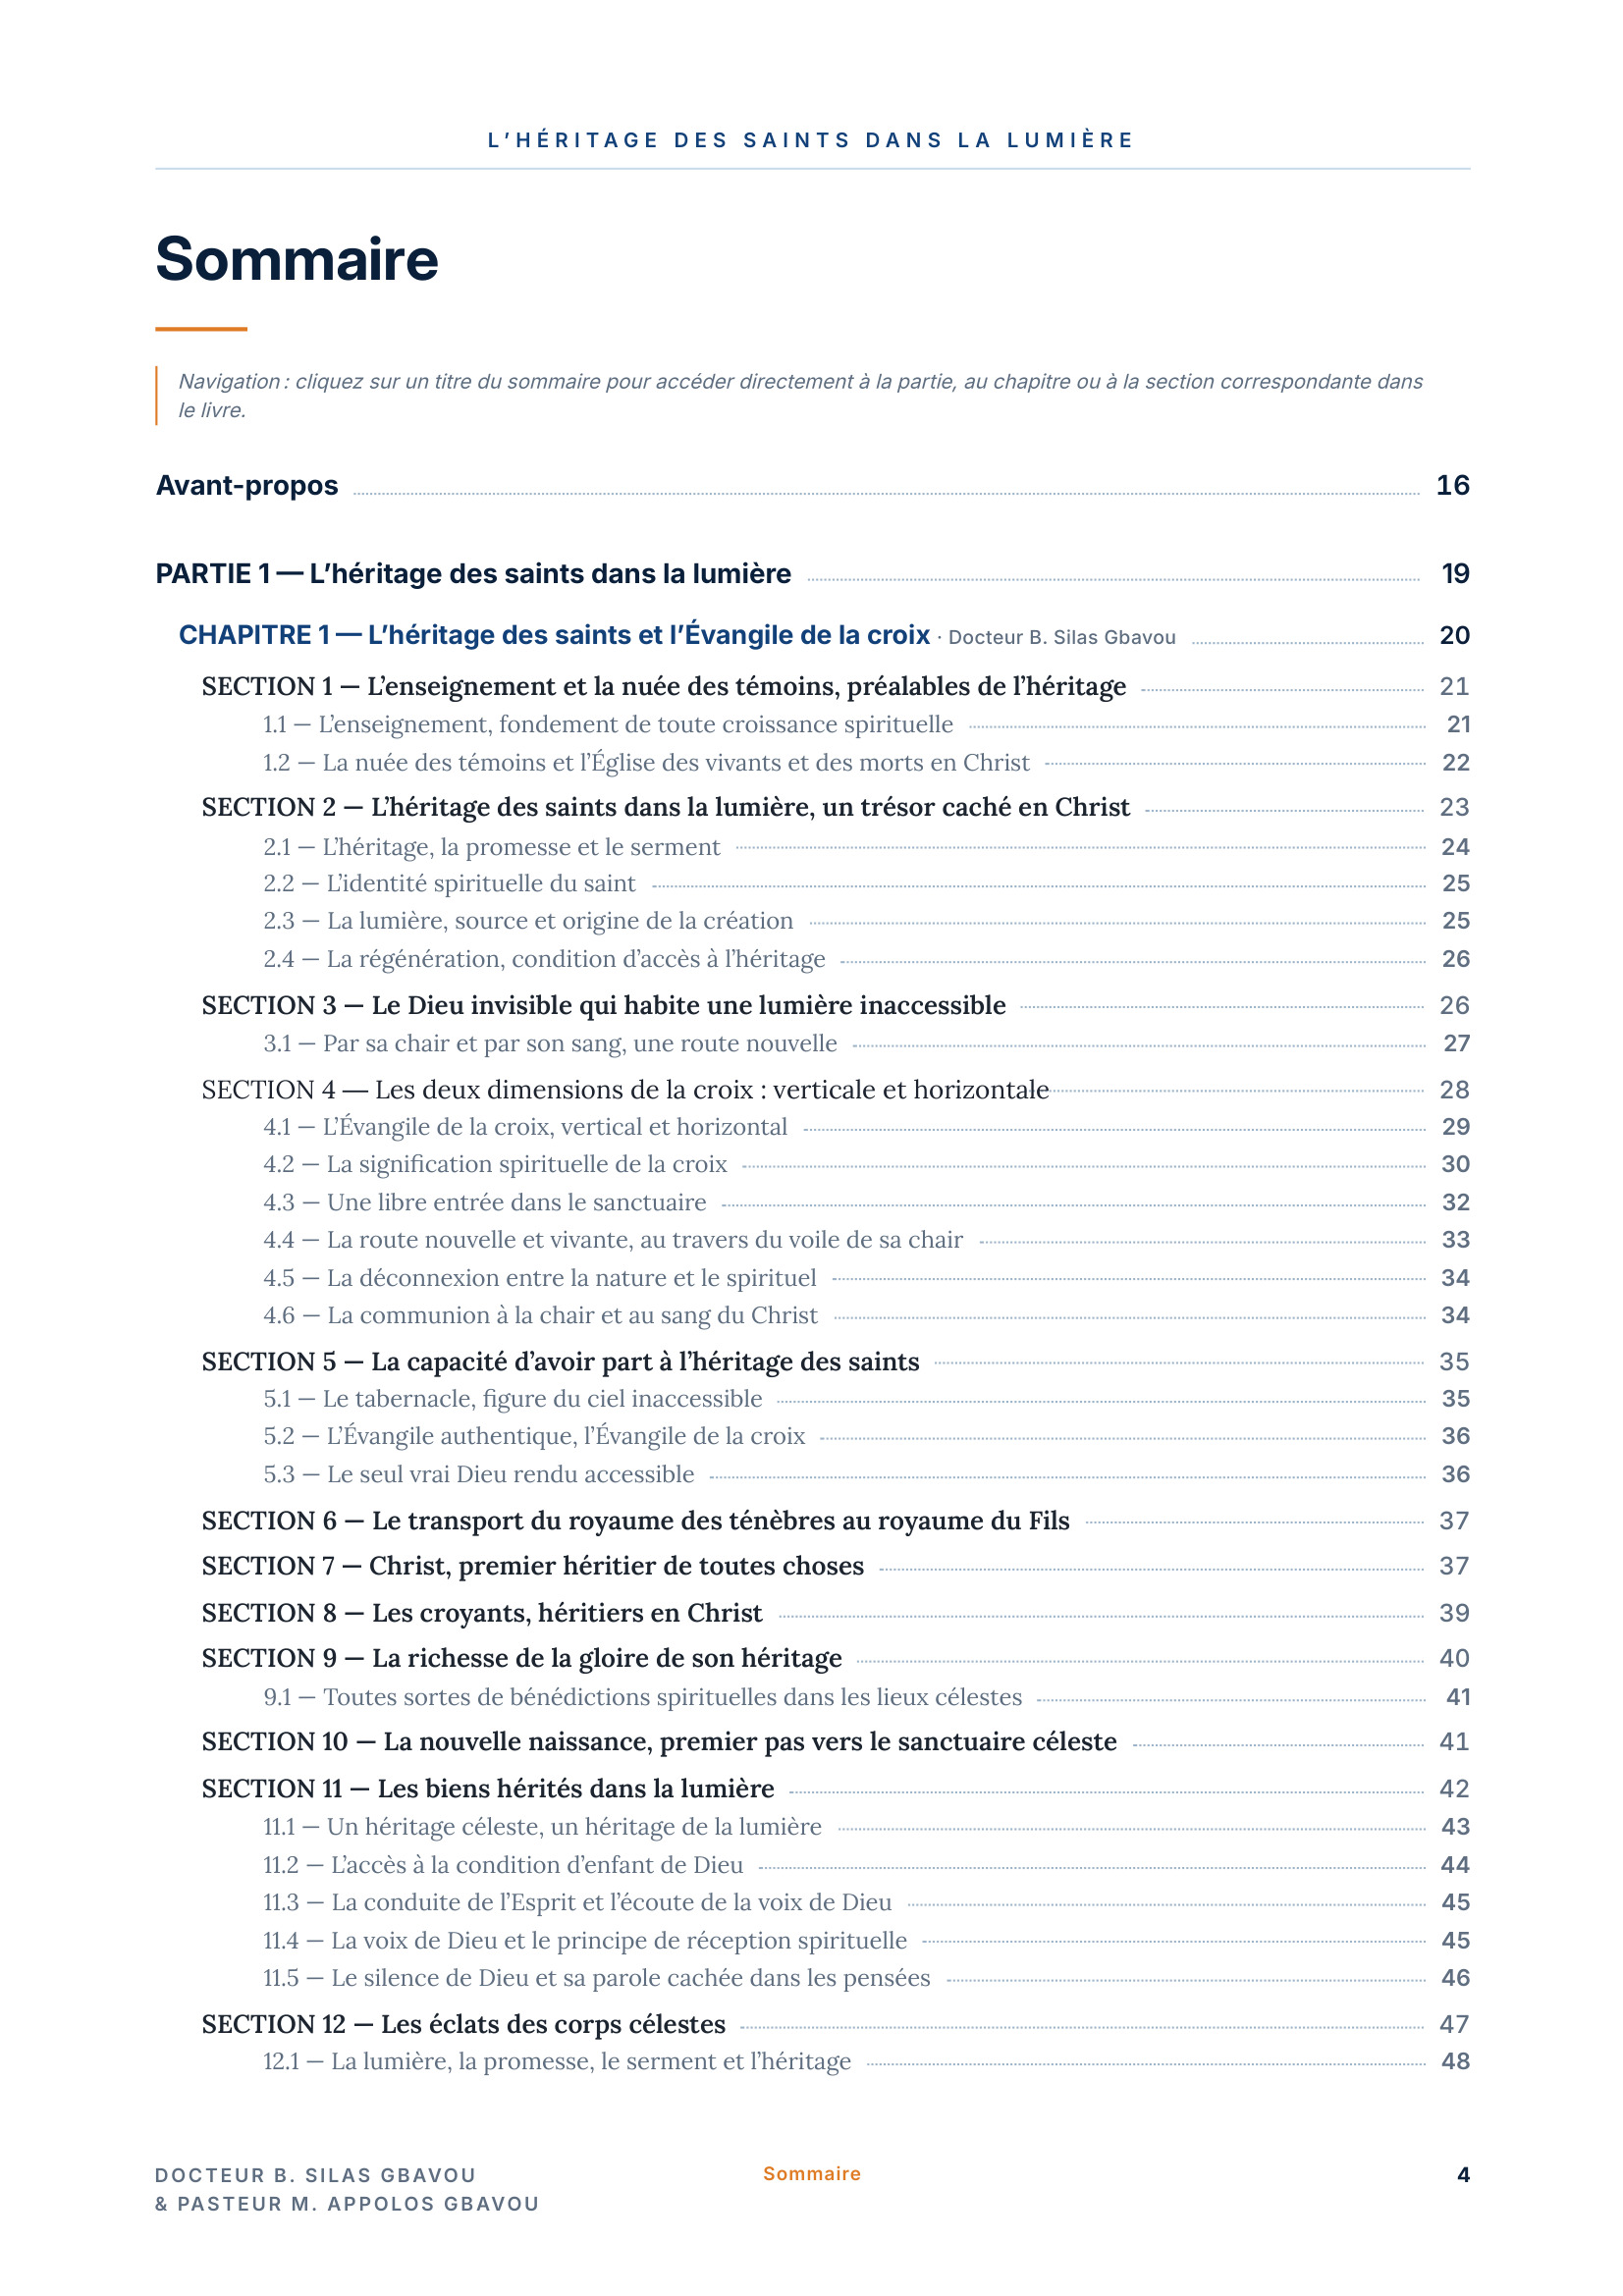 L’HÉRITAGE DES SAINTS DANS LA LUMIÈRE
Sommaire
Navigation : cliquez sur un titre du sommaire pour accéder directement à la partie, au chapitre ou à la section correspondante dans
le livre.
Avant-propos 16
PARTIE 1 — L’héritage des saints dans la lumière 19
CHAPITRE 1 — L’héritage des saints et l’Évangile de la croix · Docteur B. Silas Gbavou 20
SECTION 1 — L’enseignement et la nuée des témoins, préalables de l’héritage 21
1.1 — L’enseignement, fondement de toute croissance spirituelle 21
1.2 — La nuée des témoins et l’Église des vivants et des morts en Christ 22
SECTION 2 — L’héritage des saints dans la lumière, un trésor caché en Christ 23
2.1 — L’héritage, la promesse et le serment 24
2.2 — L’identité spirituelle du saint 25
2.3 — La lumière, source et origine de la création 25
2.4 — La régénération, condition d’accès à l’héritage 26
SECTION 3 — Le Dieu invisible qui habite une lumière inaccessible 26
3.1 — Par sa chair et par son sang, une route nouvelle 27
SECTION 4 — Les deux dimensions de la croix : verticale et horizontale 28
4.1 — L’Évangile de la croix, vertical et horizontal 29
4.2 — La signification spirituelle de la croix 30
4.3 — Une libre entrée dans le sanctuaire 32
4.4 — La route nouvelle et vivante, au travers du voile de sa chair 33
4.5 — La déconnexion entre la nature et le spirituel 34
4.6 — La communion à la chair et au sang du Christ 34
SECTION 5 — La capacité d’avoir part à l’héritage des saints 35
5.1 — Le tabernacle, figure du ciel inaccessible 35
5.2 — L’Évangile authentique, l’Évangile de la croix 36
5.3 — Le seul vrai Dieu rendu accessible 36
SECTION 6 — Le transport du royaume des ténèbres au royaume du Fils 37
SECTION 7 — Christ, premier héritier de toutes choses 37
SECTION 8 — Les croyants, héritiers en Christ 39
SECTION 9 — La richesse de la gloire de son héritage 40
9.1 — Toutes sortes de bénédictions spirituelles dans les lieux célestes 41
SECTION 10 — La nouvelle naissance, premier pas vers le sanctuaire céleste 41
SECTION 11 — Les biens hérités dans la lumière 42
11.1 — Un héritage céleste, un héritage de la lumière 43
11.2 — L’accès à la condition d’enfant de Dieu 44
11.3 — La conduite de l’Esprit et l’écoute de la voix de Dieu 45
11.4 — La voix de Dieu et le principe de réception spirituelle 45
11.5 — Le silence de Dieu et sa parole cachée dans les pensées 46
SECTION 12 — Les éclats des corps célestes 47
12.1 — La lumière, la promesse, le serment et l’héritage 48
DOCTEUR B. SILAS GBAVOU
& PASTEUR M. APPOLOS GBAVOU
Sommaire
4